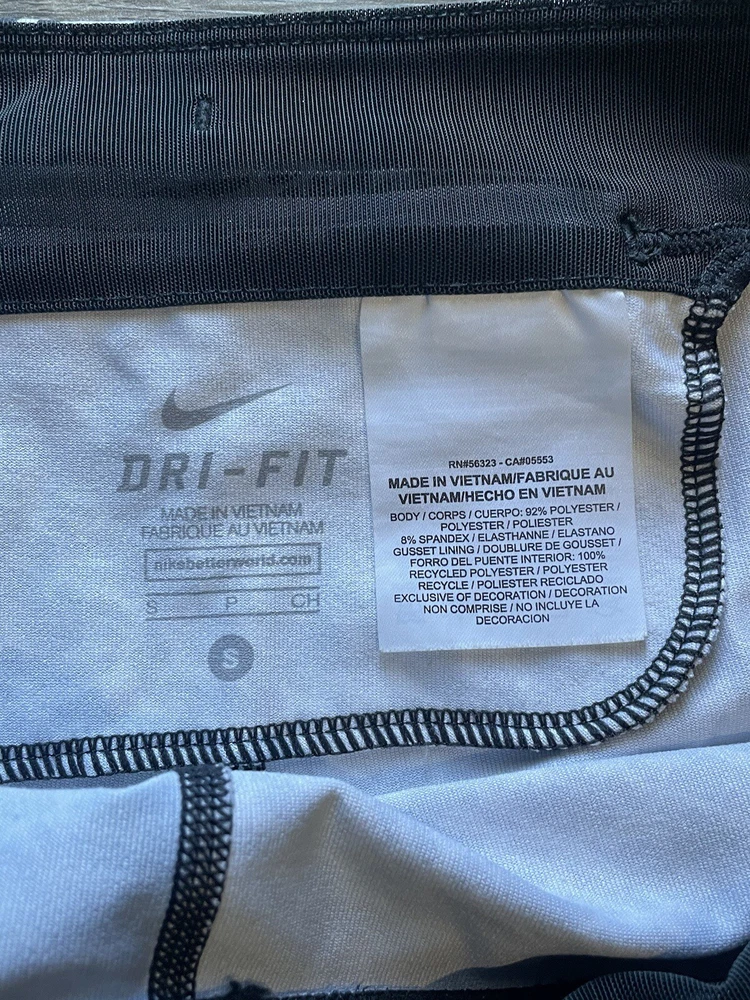 DRI-FIT
MADE IN VIETNAM
FABRIQUE AU VIETNAM
nikebetterworld.com
S P CH
S
RN#56323 - CA#05553
MADE IN VIETNAM/FABRIQUE AU
VIETNAM/HECHO EN VIETNAM
BODY / CORPS / CUERPO: 92% POLYESTER /
POLYESTER / POLIESTER
8% SPANDEX / ELASTHANNE / ELASTANO
GUSSET LINING / DOUBLURE DE GOUSSET /
FORRO DEL PUENTE INTERIOR: 100%
RECYCLED POLYESTER / POLYESTER
RECYCLE / POLIESTER RECICLADO
EXCLUSIVE OF DECORATION / DECORATION
NON COMPRISE / NO INCLUYE LA
DECORACION